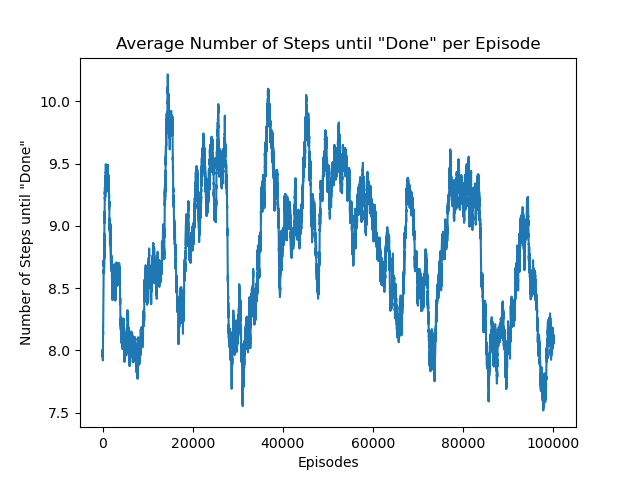 Average Number of Steps until "Done" per Episode
Number of Steps until "Done"
10.0
9.5
9.0
8.5
8.0
7.5
0 20000 40000 60000 80000 100000
Episodes